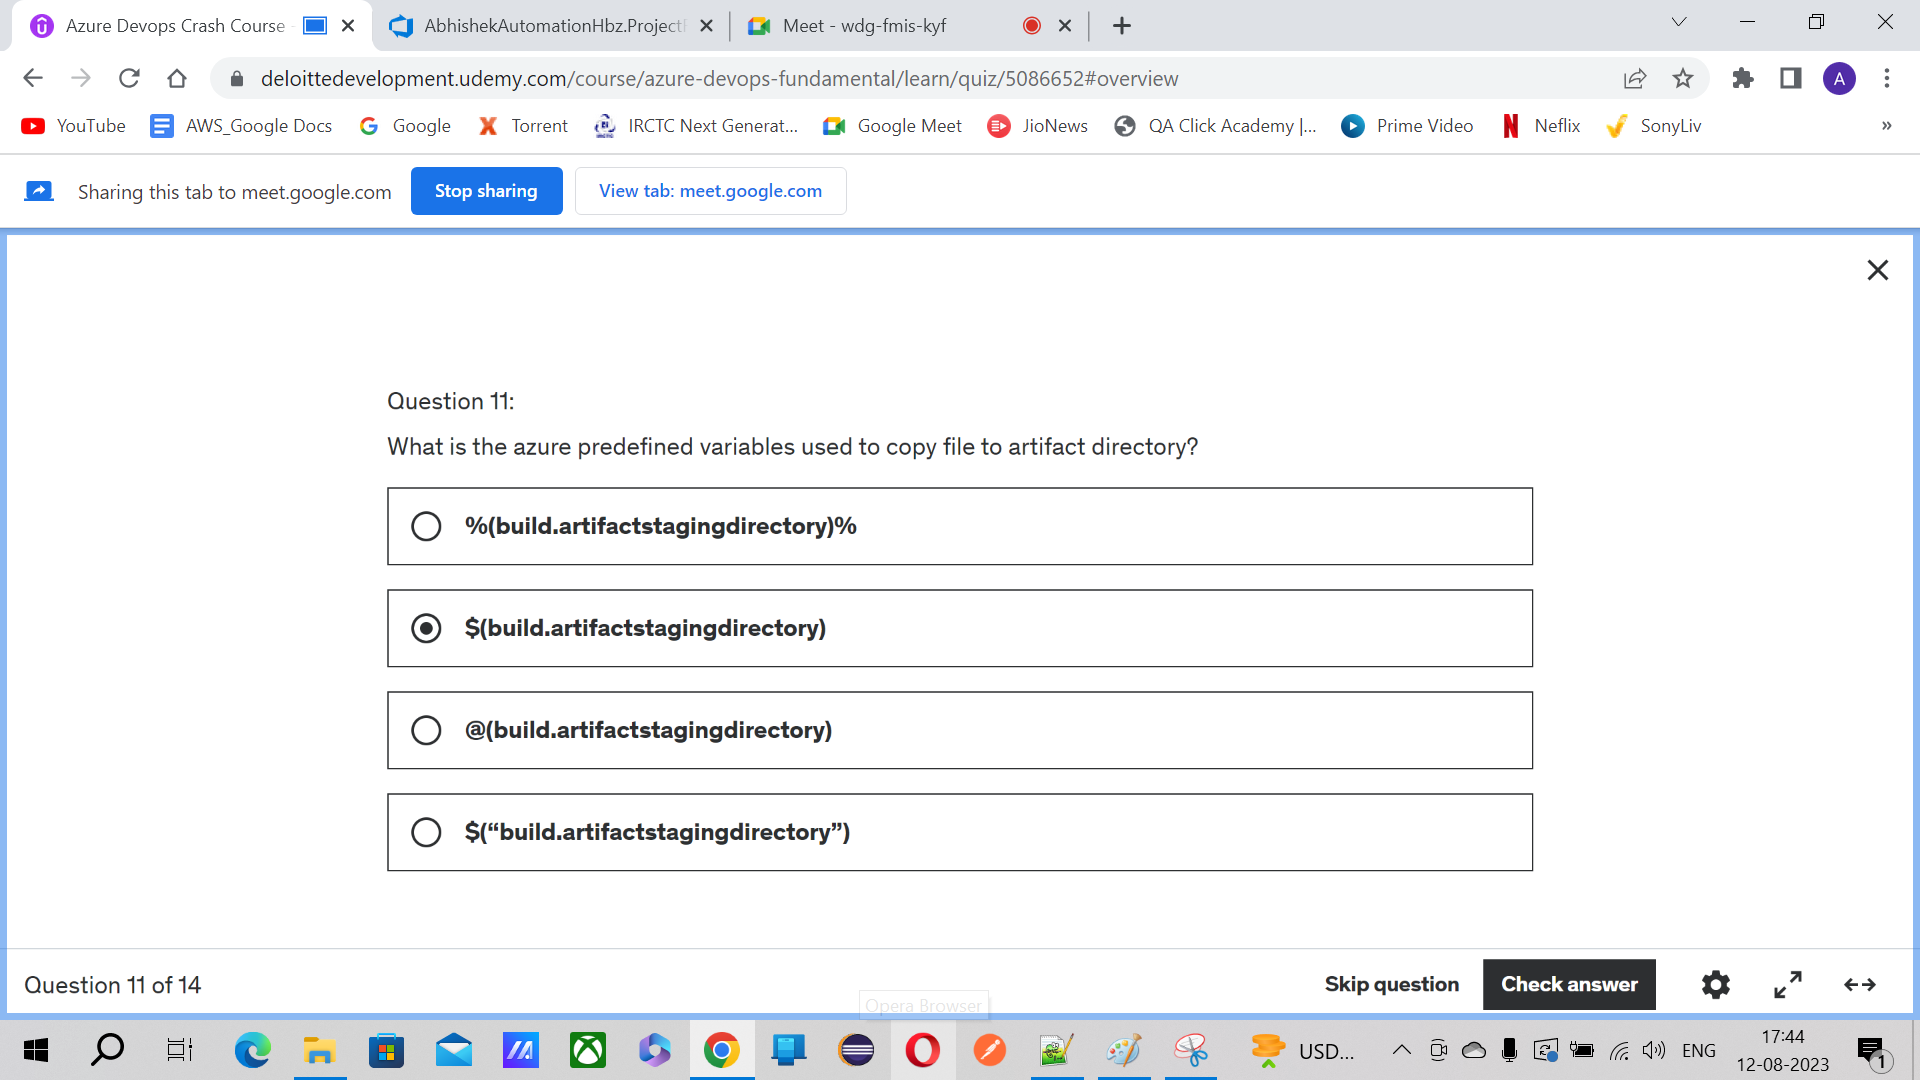 Azure Devops Crash Course
AbhishekAutomationHbz.Project
Meet - wdg-fmis-kyf
deloittedevelopment.udemy.com/course/azure-devops-fundamental/learn/quiz/5086652#overview
A
YouTube
AWS_Google Docs
Google
Torrent
IRCTC Next Generat...
Google Meet
JioNews
QA Click Academy |...
Prime Video
Neflix
SonyLiv
»
Sharing this tab to meet.google.com
Stop sharing
View tab: meet.google.com
Question 11:
What is the azure predefined variables used to copy file to artifact directory?
%(build.artifactstagingdirectory)%
$(build.artifactstagingdirectory)
@(build.artifactstagingdirectory)
$(“build.artifactstagingdirectory”)
Question 11 of 14
Skip question
Check answer
Opera Browser
USD...
ENG
17:44
12-08-2023
1